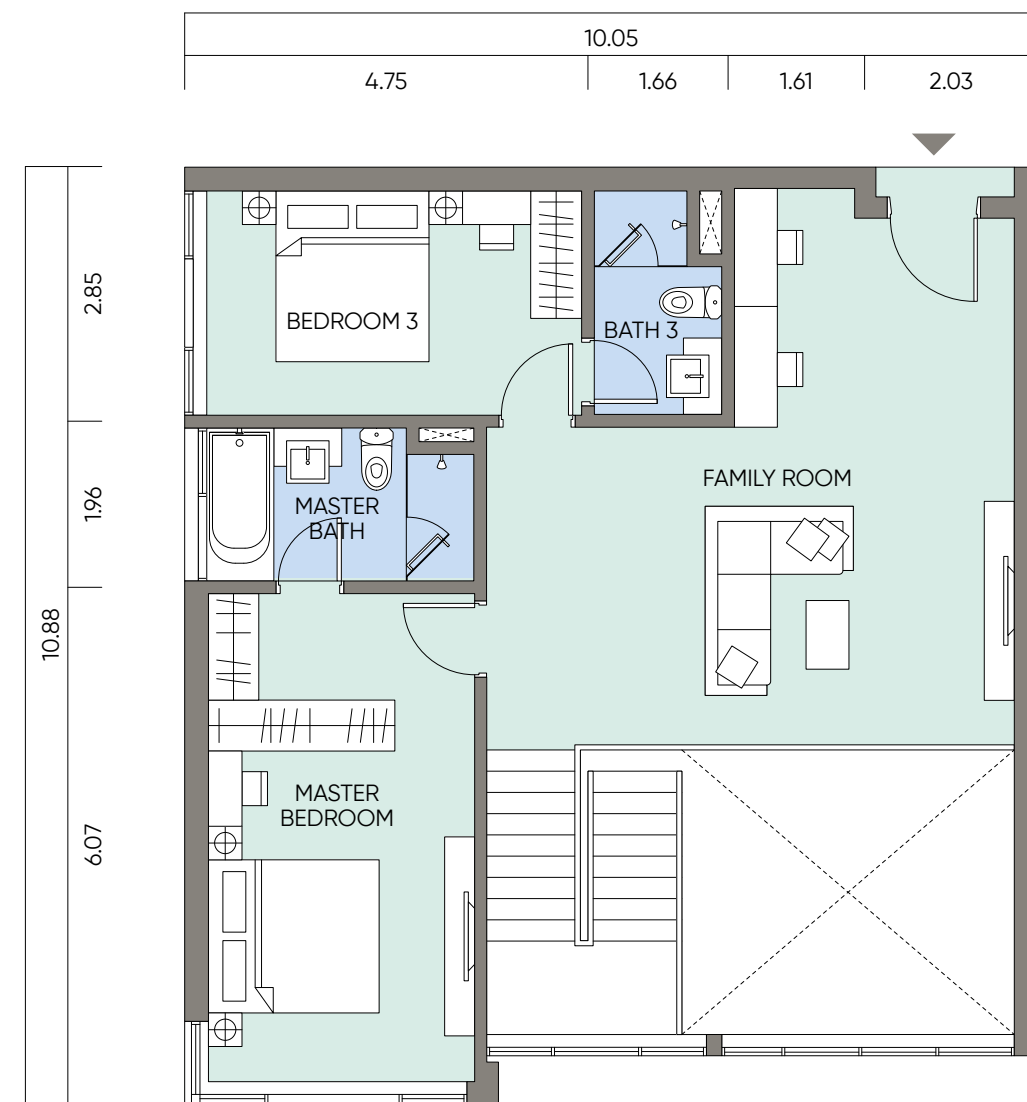 10.05
4.75 1.66 1.61 2.03
2.85
1.96
10.88
6.07
BEDROOM 3
BATH 3
FAMILY ROOM
MASTER
BATH
MASTER
BEDROOM